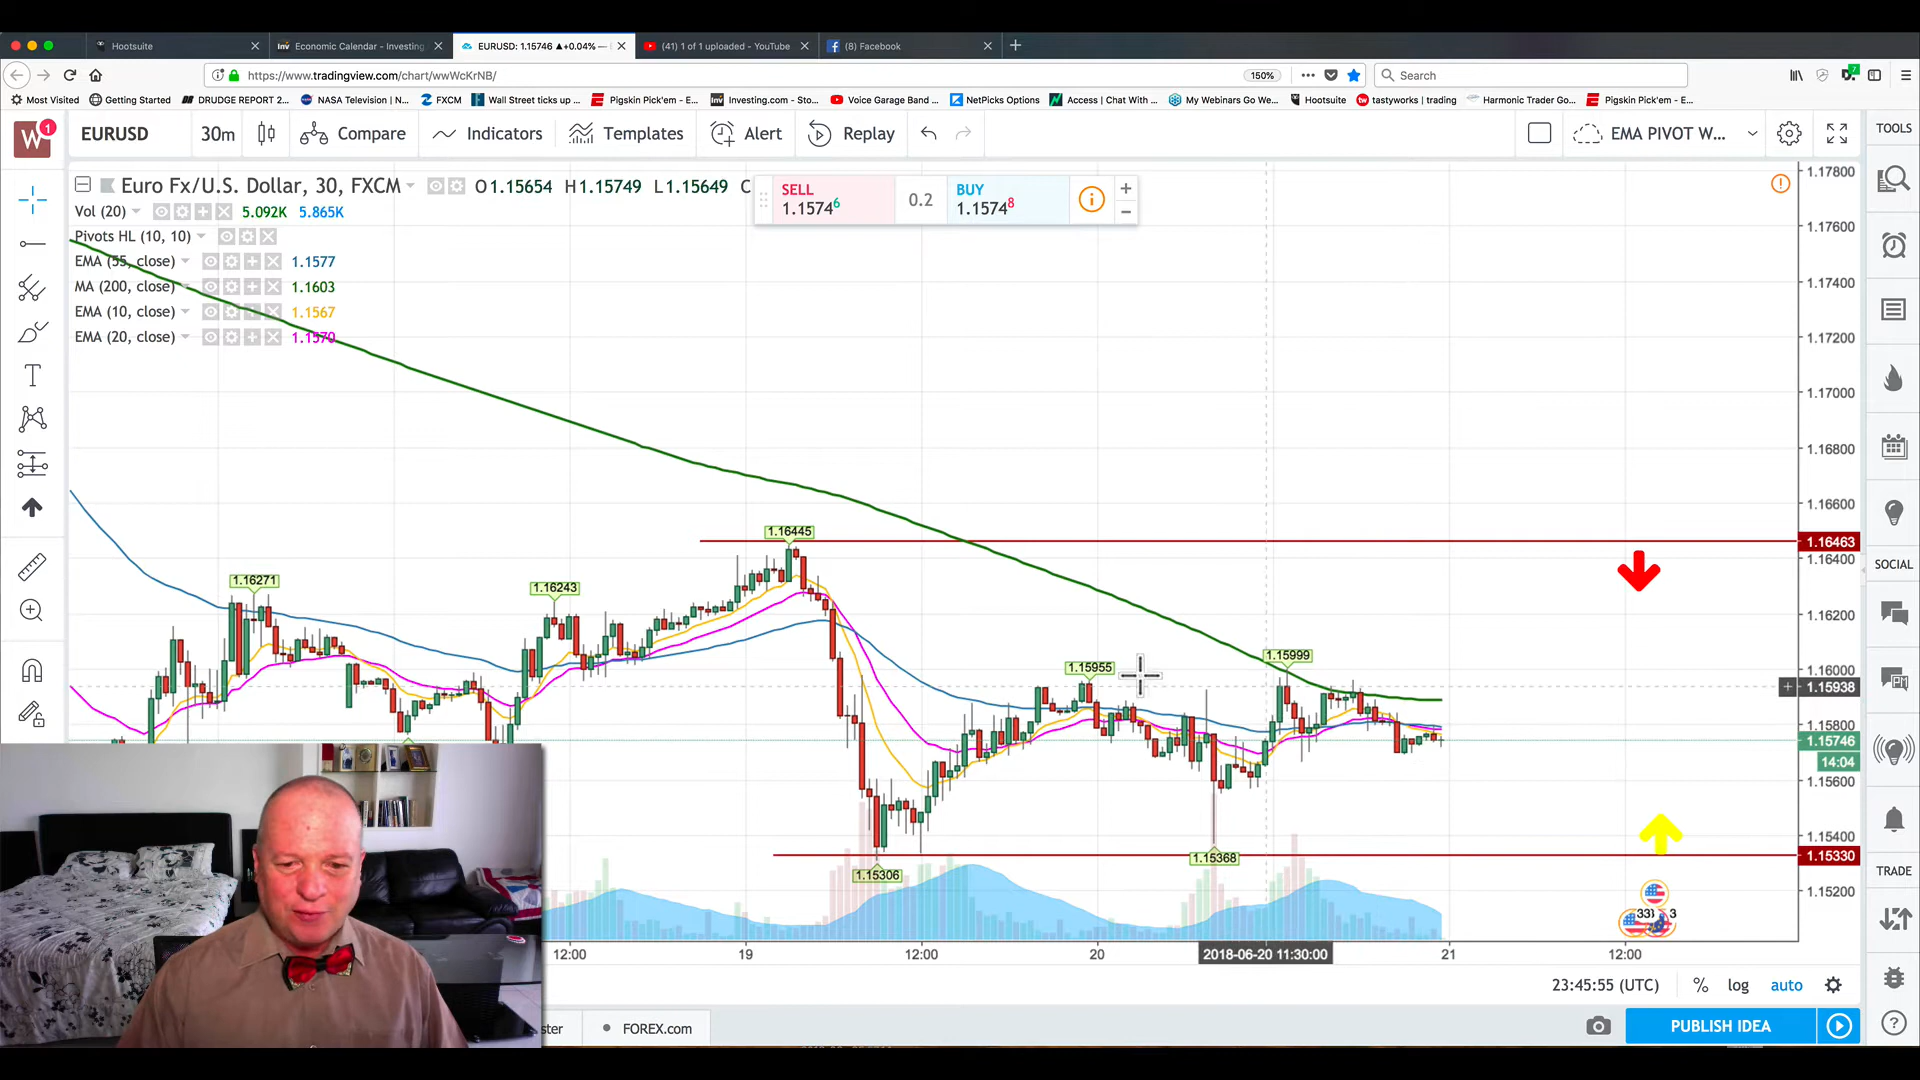 Hootsuite
Economic Calendar - Investing
EURUSD: 1.15746 ▲+0.04% —
(41) 1 of 1 uploaded - YouTube
(8) Facebook
https://www.tradingview.com/chart/wwWcKrNB/
150%
Search
7
Most Visited
Getting Started
DRUDGE REPORT 2...
NASA Television | N...
FXCM
Wall Street ticks up ...
Pigskin Pick'em - E...
Investing.com - Sto...
Voice Garage Band ...
NetPicks Options
Access | Chat With ...
My Webinars Go We...
Hootsuite
tastyworks | trading
Harmonic Trader Go...
Pigskin Pick'em - E...
W
1
EURUSD
30m
Compare
Indicators
Templates
Alert
Replay
EMA PIVOT W...
TOOLS
Euro Fx/U.S. Dollar, 30, FXCM
O1.15654 H1.15749 L1.15649 C
SELL
1.15746
0.2
BUY
1.15748
Vol (20)
5.092K 5.865K
Pivots HL (10, 10)
EMA (55, close)
1.1577
MA (200, close)
1.1603
EMA (10, close)
1.1567
EMA (20, close)
1.1570
1.17800
1.17600
1.17400
1.17200
1.17000
1.16800
1.16600
1.16463
1.16400
1.16200
1.16000
1.15938
1.15800
1.15746
14:04
1.15600
1.15400
1.15330
1.15200
1.16445
1.16271
1.16243
1.15955
1.15999
1.15306
1.15368
SOCIAL
TRADE
12:00
19
12:00
20
2018-06-20 11:30:00
21
12:00
23:45:55 (UTC)
%
log
auto
FOREX.com
PUBLISH IDEA